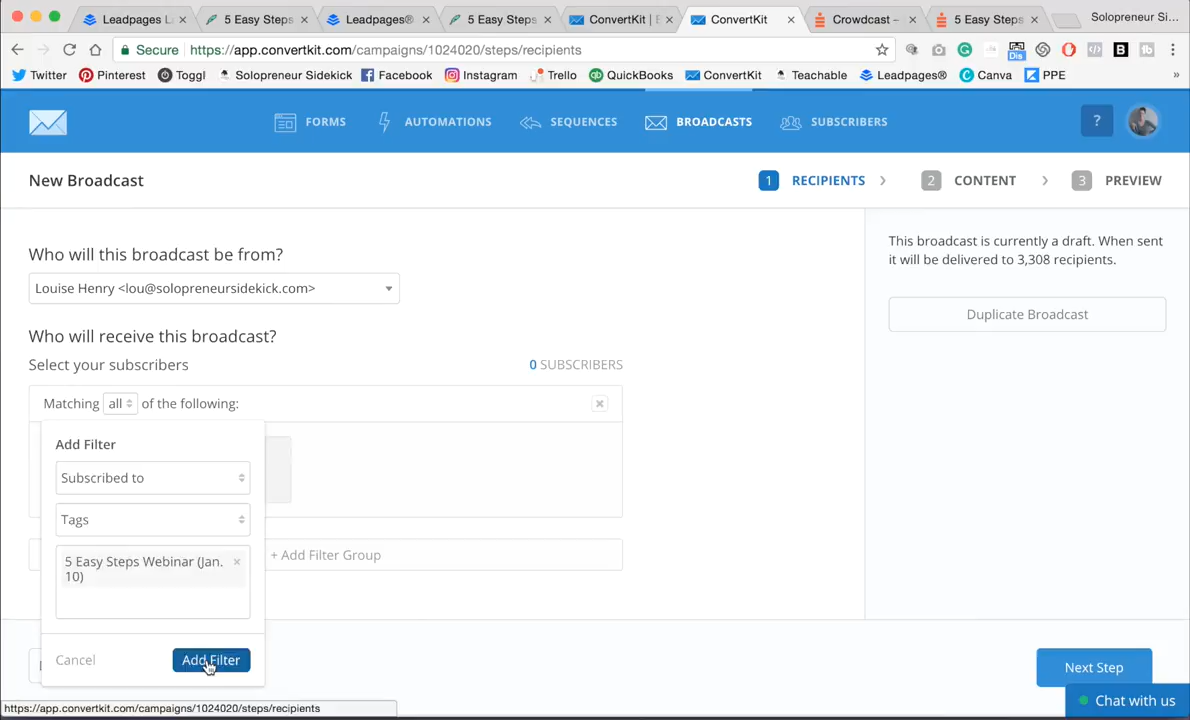 Leadpages L
5 Easy Steps
Leadpages®
5 Easy Steps
ConvertKit | E
ConvertKit
Crowdcast –
5 Easy Steps
Solopreneur Si...
Secure
https://app.convertkit.com/campaigns/1024020/steps/recipients
Dis
B
tb
Twitter
Pinterest
Toggl
Solopreneur Sidekick
Facebook
Instagram
Trello
QuickBooks
ConvertKit
Teachable
Leadpages®
Canva
PPE
»
FORMS
AUTOMATIONS
SEQUENCES
BROADCASTS
SUBSCRIBERS
?
New Broadcast
1 RECIPIENTS
2 CONTENT
3 PREVIEW
Who will this broadcast be from?
Louise Henry <lou@solopreneursidekick.com>
Who will receive this broadcast?
Select your subscribers
0 SUBSCRIBERS
Matching all of the following:
Add Filter
Subscribed to
Tags
5 Easy Steps Webinar (Jan.
10)
Cancel
Add Filter
+ Add Filter Group
This broadcast is currently a draft. When sent
it will be delivered to 3,308 recipients.
Duplicate Broadcast
Next Step
Chat with us
https://app.convertkit.com/campaigns/1024020/steps/recipients